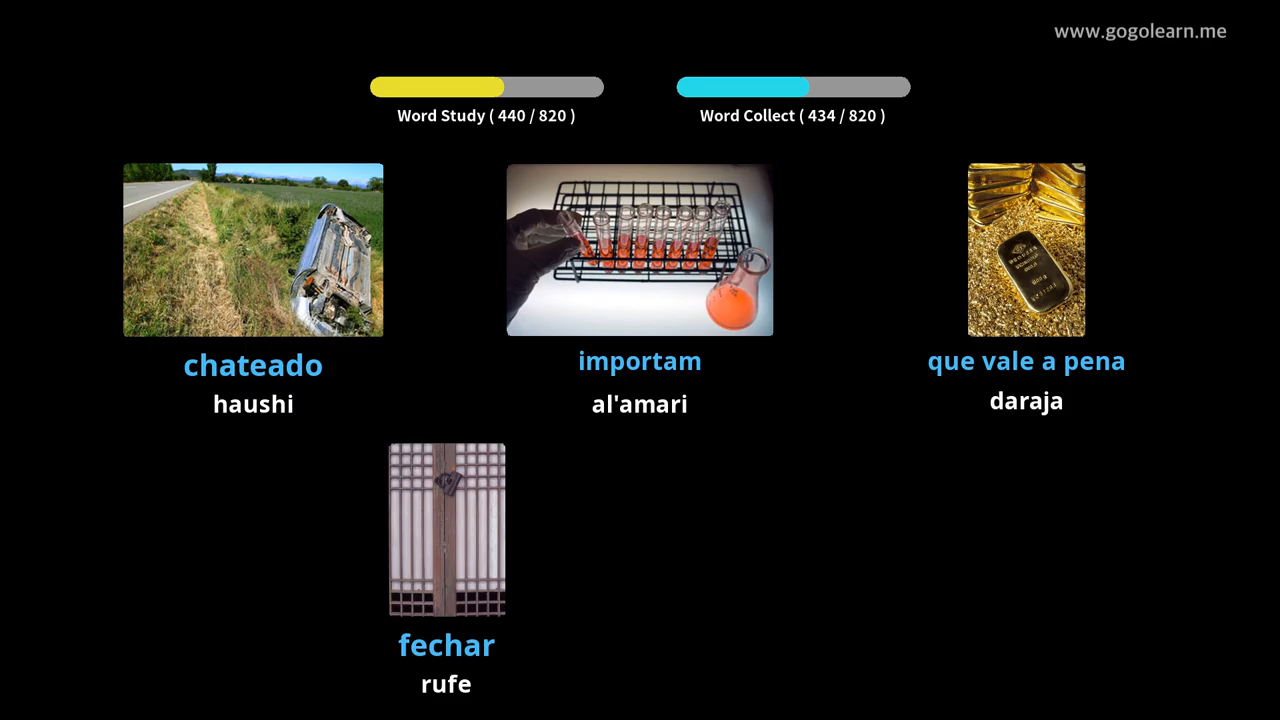 www.gogolearn.me
Word Study ( 440 / 820 )
Word Collect ( 434 / 820 )
chateado
haushi
importam
al'amari
que vale a pena
daraja
fechar
rufe